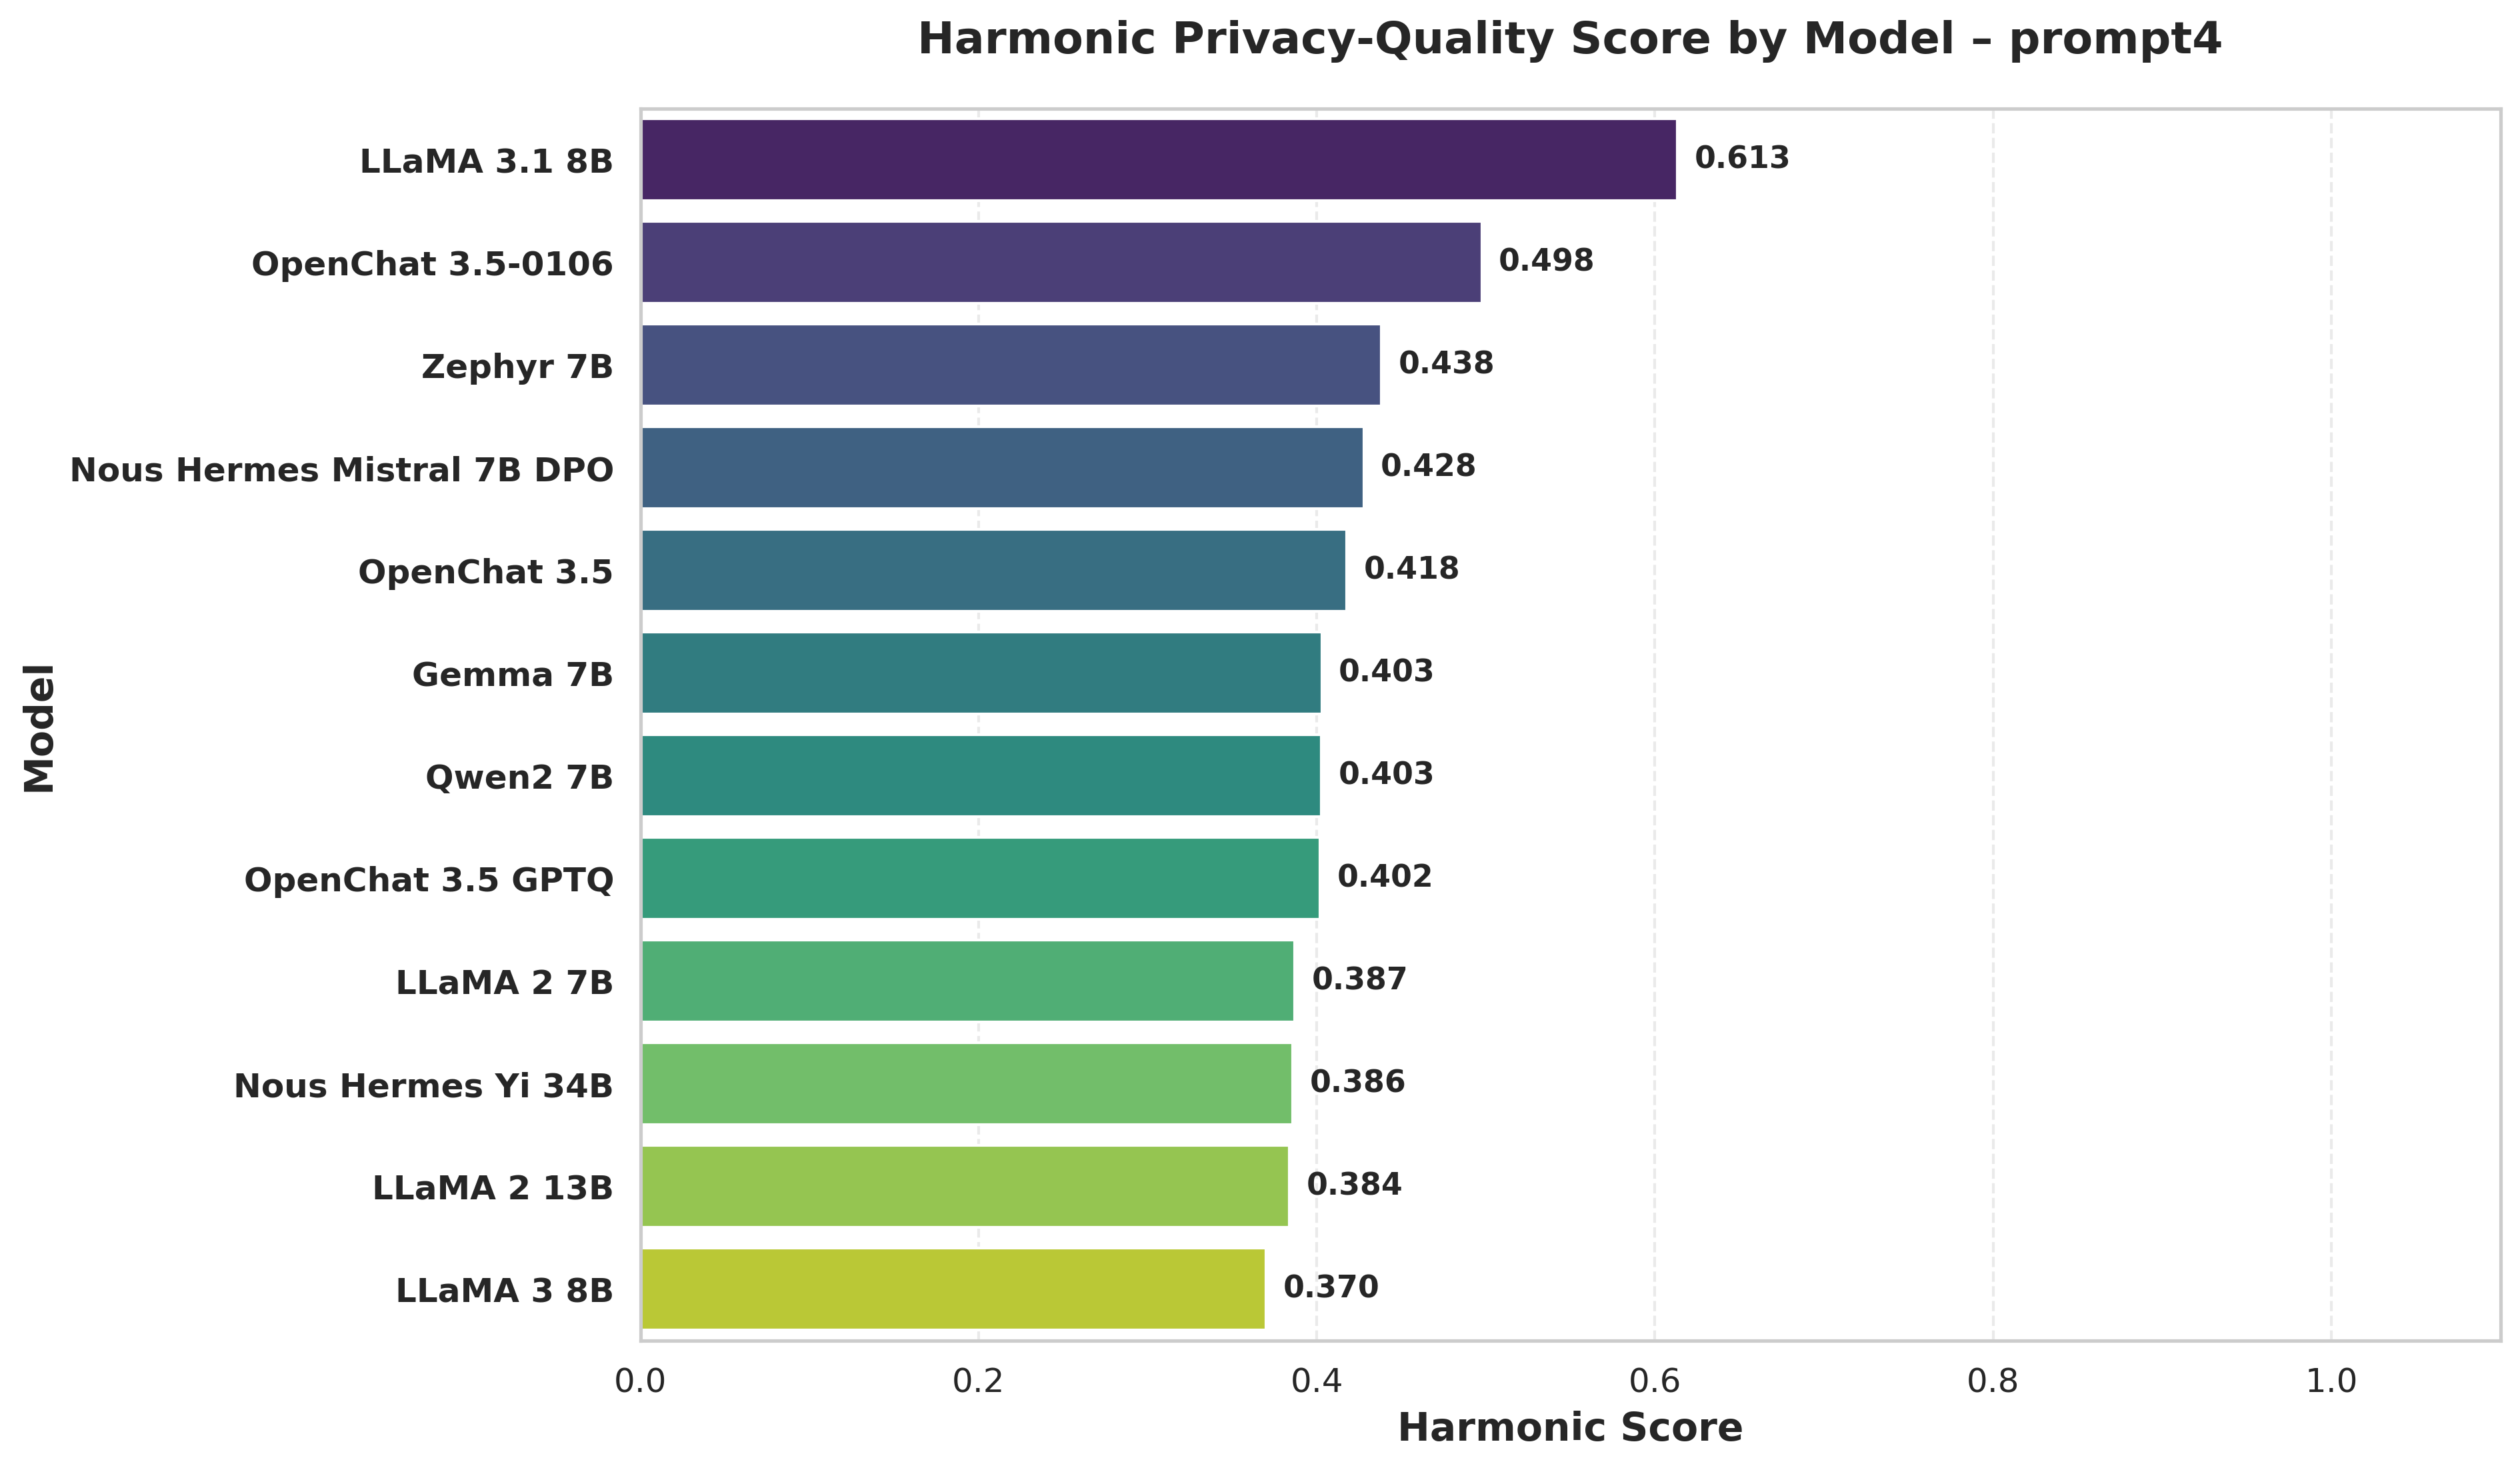 Harmonic Privacy-Quality Score by Model – prompt4
Model
LLaMA 3.1 8B 0.613
OpenChat 3.5-0106 0.498
Zephyr 7B 0.438
Nous Hermes Mistral 7B DPO 0.428
OpenChat 3.5 0.418
Gemma 7B 0.403
Qwen2 7B 0.403
OpenChat 3.5 GPTQ 0.402
LLaMA 2 7B 0.387
Nous Hermes Yi 34B 0.386
LLaMA 2 13B 0.384
LLaMA 3 8B 0.370
0.0 0.2 0.4 0.6 0.8 1.0
Harmonic Score